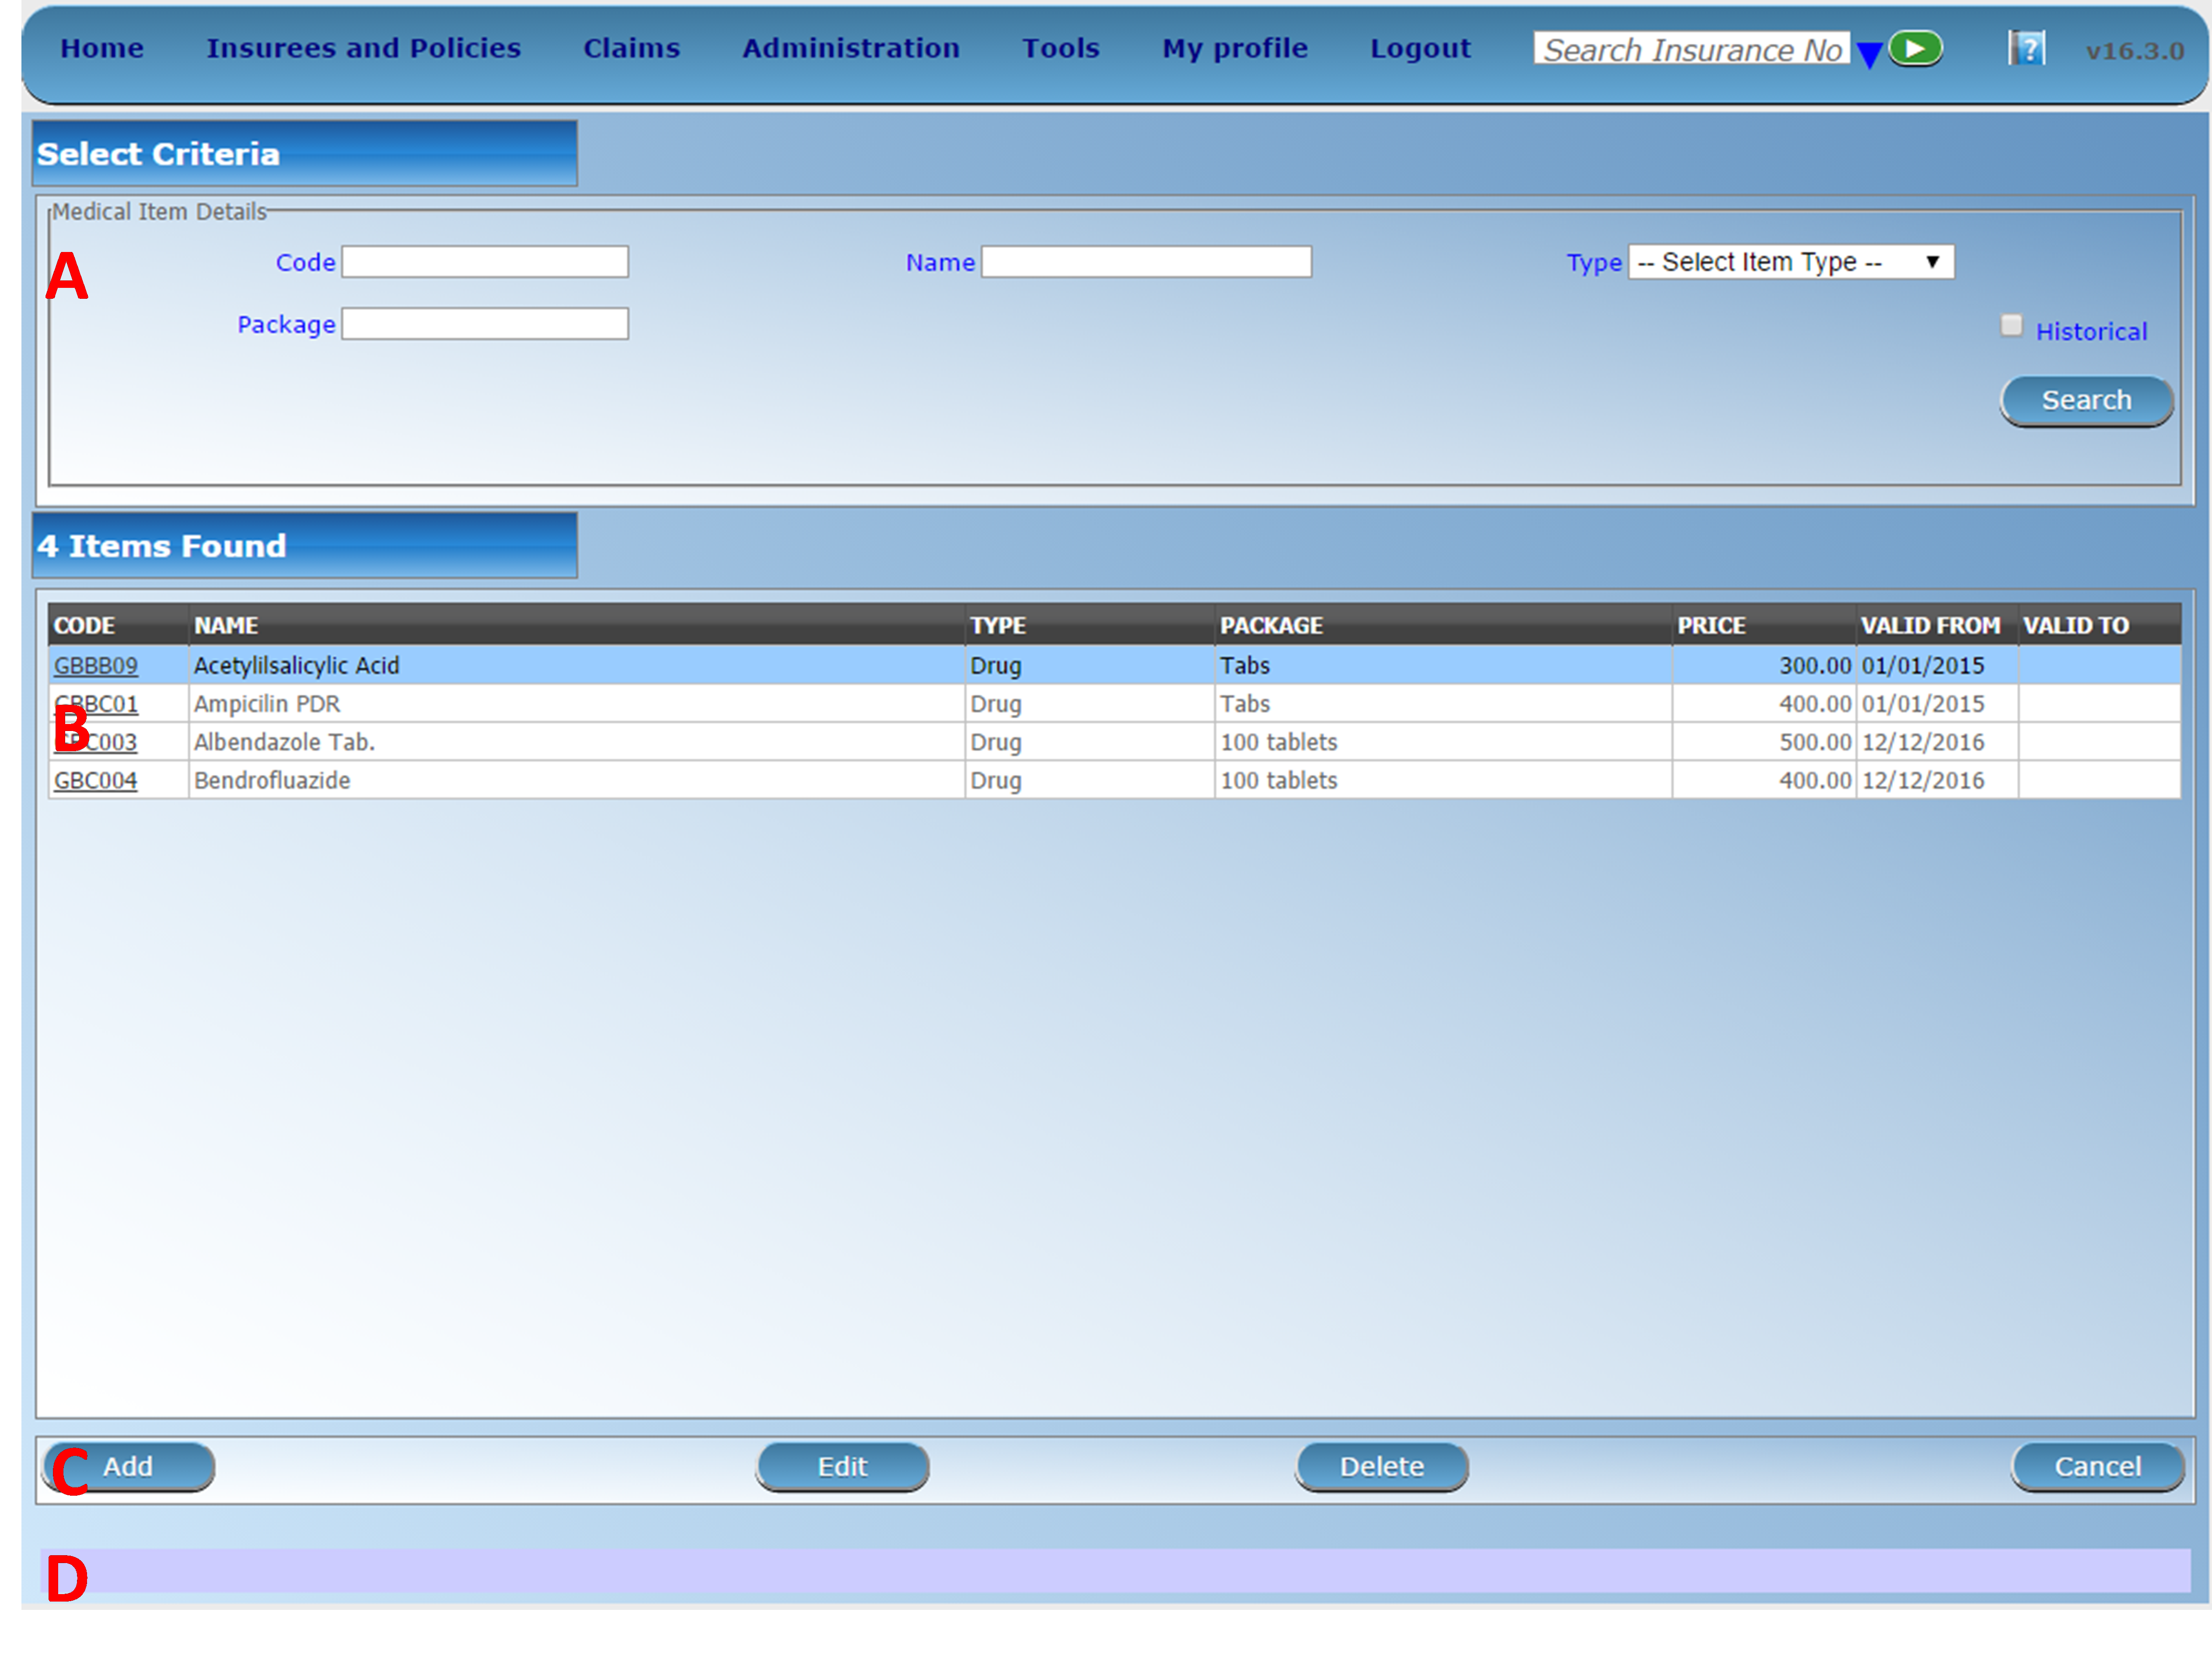 Home Insurees and Policies Claims Administration Tools My profile Logout Search Insurance No ? v16.3.0
Select Criteria
Medical Item Details
A Code Name Type -- Select Item Type --
Package Historical
Search
4 Items Found
CODE NAME TYPE PACKAGE PRICE VALID FROM VALID TO
GBBB09 Acetylilsalicylic Acid Drug Tabs 300.00 01/01/2015
GBBC01 Ampicilin PDR Drug Tabs 400.00 01/01/2015
B
GBC003 Albendazole Tab. Drug 100 tablets 500.00 12/12/2016
GBC004 Bendrofluazide Drug 100 tablets 400.00 12/12/2016
C Add Edit Delete Cancel
D